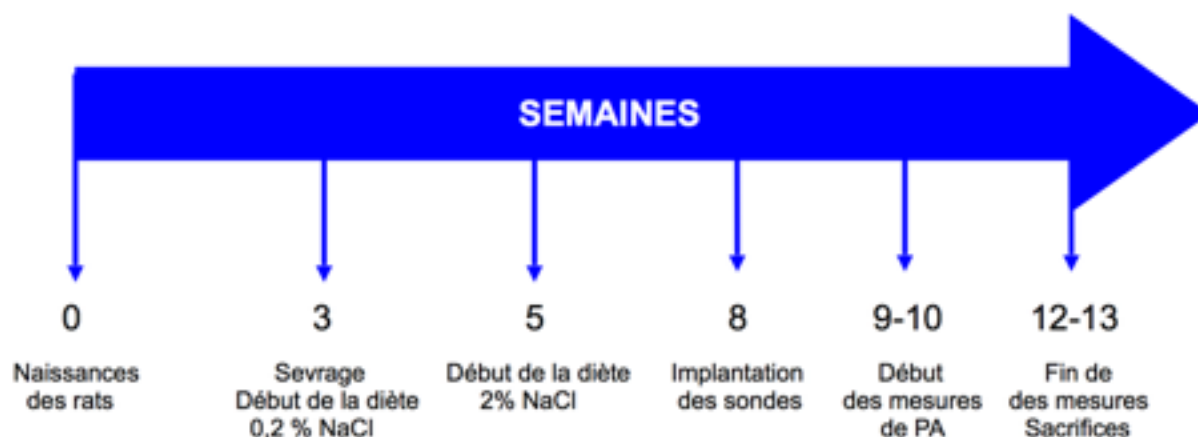 SEMAINES
0
3
5
8
9-10
12-13
Naissances
des rats
Sevrage
Début de la diète
0,2 % NaCl
Début de la diète
2% NaCl
Implantation
des sondes
Début
des mesures
de PA
Fin de
des mesures
Sacrifices